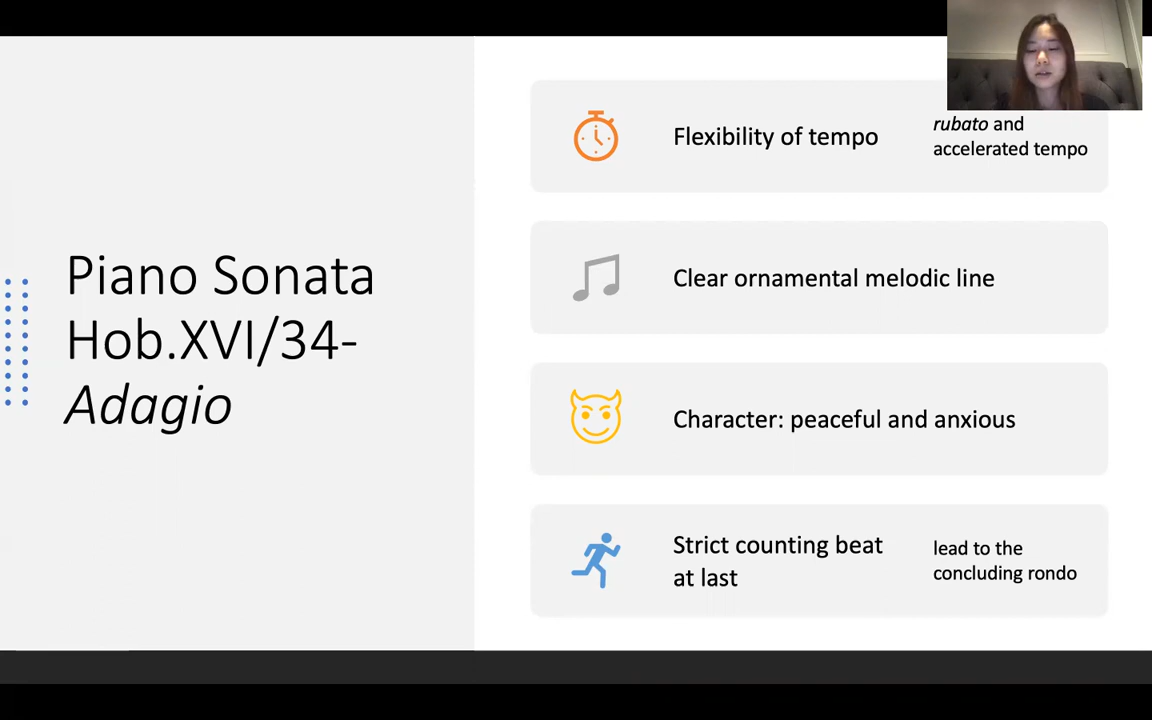 Piano Sonata
Hob.XVI/34-
Adagio
Flexibility of tempo
rubato and
accelerated tempo
Clear ornamental melodic line
Character: peaceful and anxious
Strict counting beat
at last
lead to the
concluding rondo